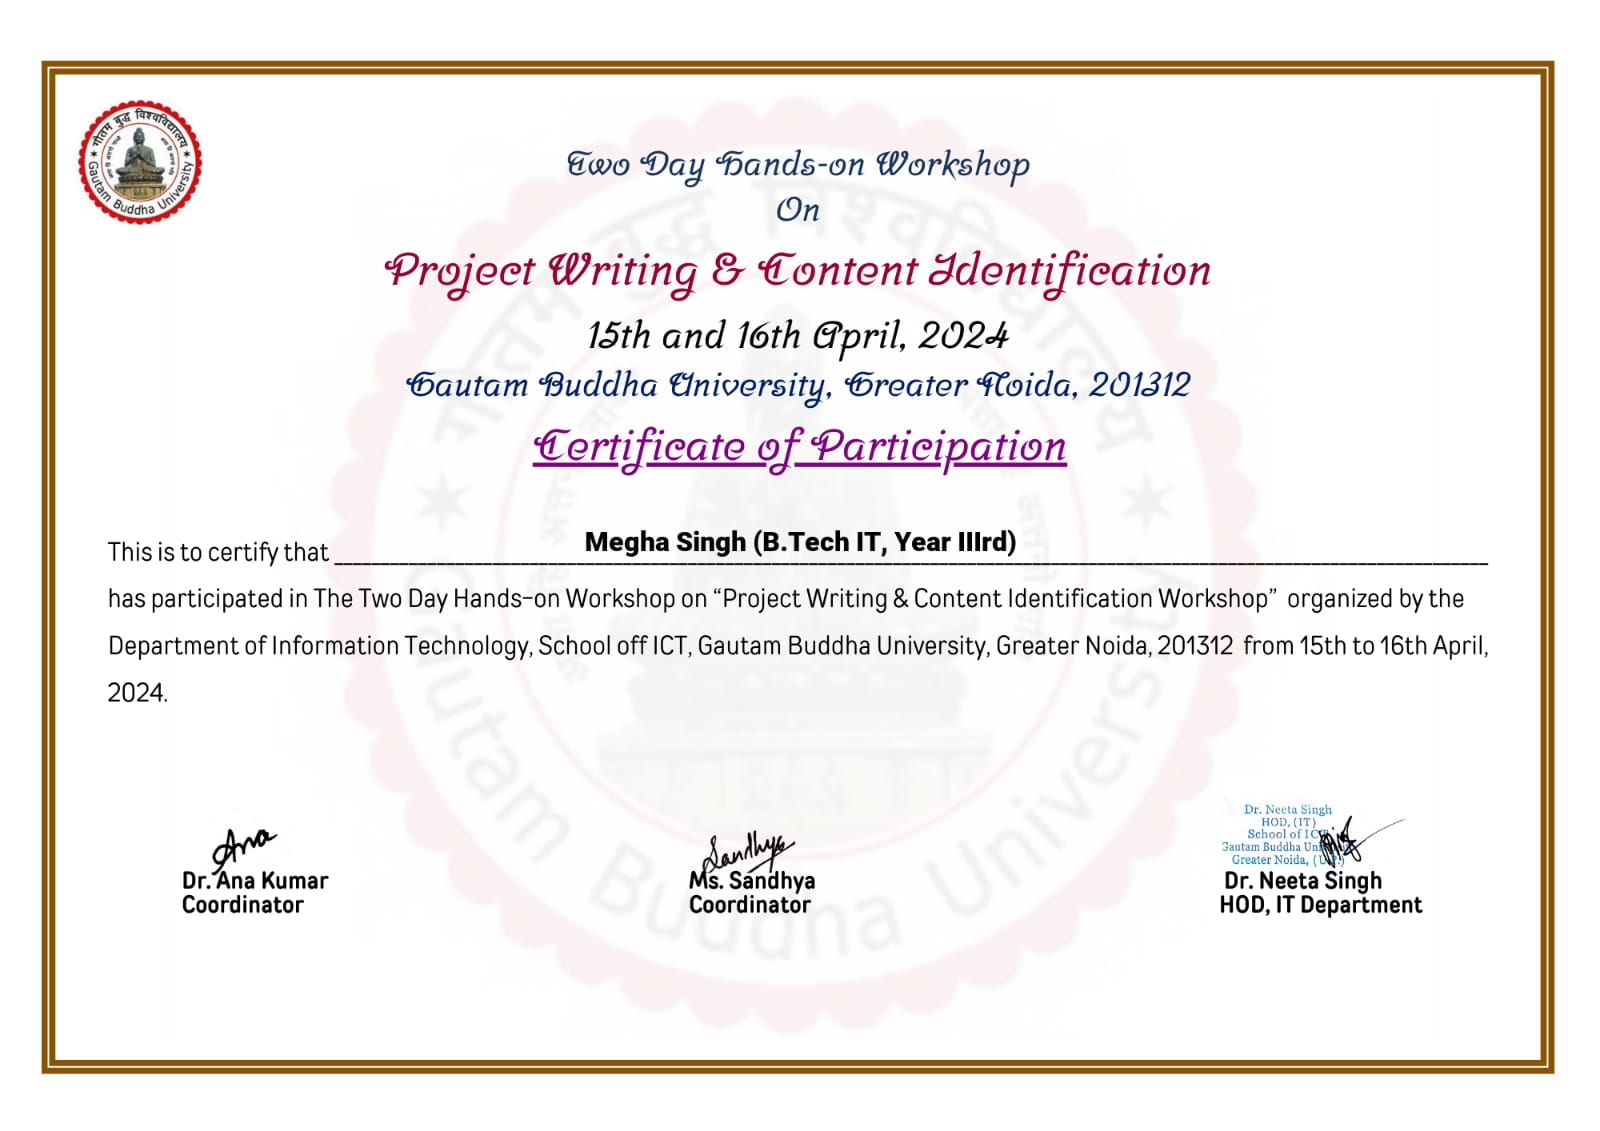 गौतम बुद्ध विश्वविद्यालय
Gautam Buddha University
Two Day Hands-on Workshop
On
Project Writing & Content Identification
15th and 16th April, 2024
Gautam Buddha University, Greater Noida, 201312
Certificate of Participation
This is to certify that Megha Singh (B.Tech IT, Year IIIrd)
has participated in The Two Day Hands-on Workshop on “Project Writing & Content Identification Workshop” organized by the
Department of Information Technology, School off ICT, Gautam Buddha University, Greater Noida, 201312 from 15th to 16th April,
2024.
Ana
Dr. Ana Kumar
Coordinator
Sandhya
Ms. Sandhya
Coordinator
Dr. Neeta Singh
HOD, (IT)
School of ICT
Gautam Buddha
Greater Noida, (U.P.)
Dr. Neeta Singh
HOD, IT Department